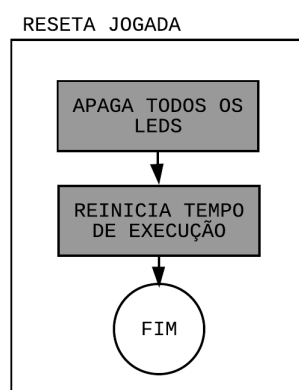 RESETA JOGADA
APAGA TODOS OS
LEDS
REINICIA TEMPO
DE EXECUÇÃO
FIM